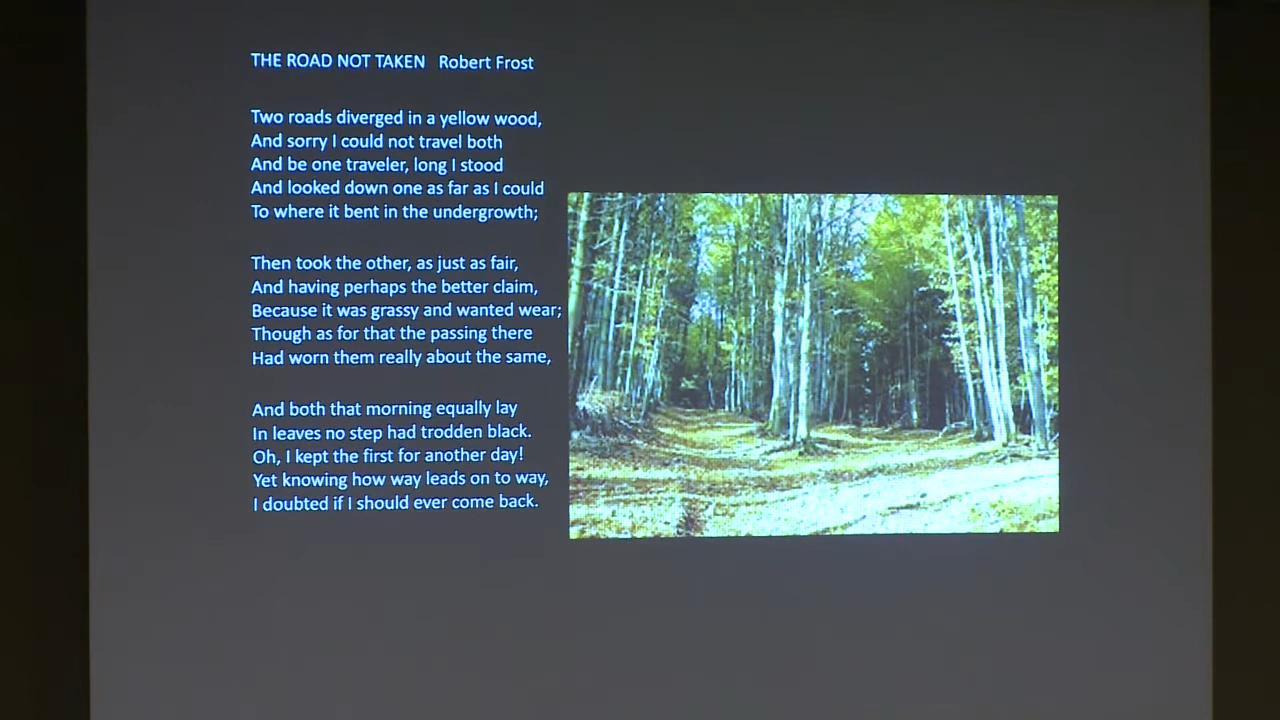 THE ROAD NOT TAKEN Robert Frost
Two roads diverged in a yellow wood,
And sorry I could not travel both
And be one traveler, long I stood
And looked down one as far as I could
To where it bent in the undergrowth;
Then took the other, as just as fair,
And having perhaps the better claim,
Because it was grassy and wanted wear;
Though as for that the passing there
Had worn them really about the same,
And both that morning equally lay
In leaves no step had trodden black.
Oh, I kept the first for another day!
Yet knowing how way leads on to way,
I doubted if I should ever come back.